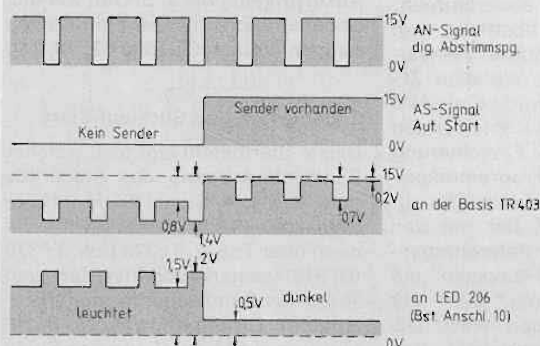 15V
AN-Signal
dig. Abstimmspg.
0V
Sender vorhanden
15V
AS-Signal
Aut. Start
Kein Sender
0V
15V
0,2V
an der Basis TR403
0,8V
0,7V
1,4V
1,5V
2V
0,5V
dunkel
an LED 206
(Bst. Anschl. 10)
leuchtet
0V